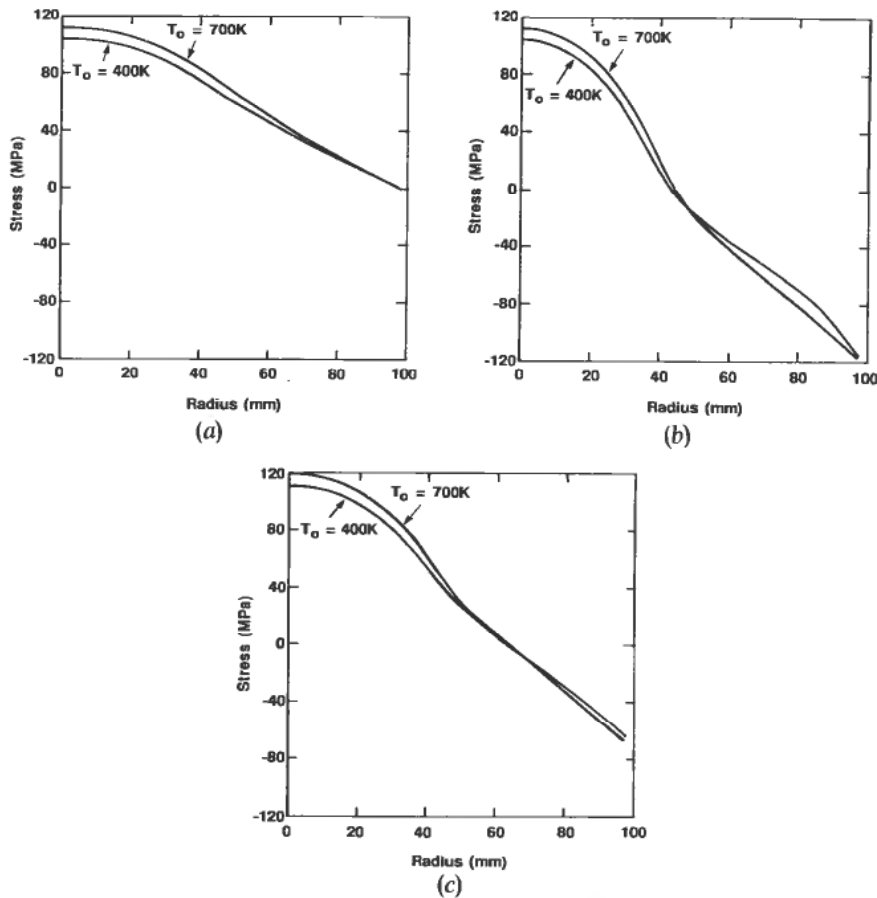 120
80
40
0
-40
-80
-120
Stress (MPa)
T₀ = 700K
T₀ = 400K
0 20 40 60 80 100
Radius (mm)
(a)
120
80
40
0
-40
-80
-120
Stress (MPa)
T₀ = 700K
T₀ = 400K
0 20 40 60 80 100
Radius (mm)
(b)
120
80
40
0
-40
-80
-120
Stress (MPa)
T₀ = 700K
T₀ = 400K
0 20 40 60 80 100
Radius (mm)
(c)